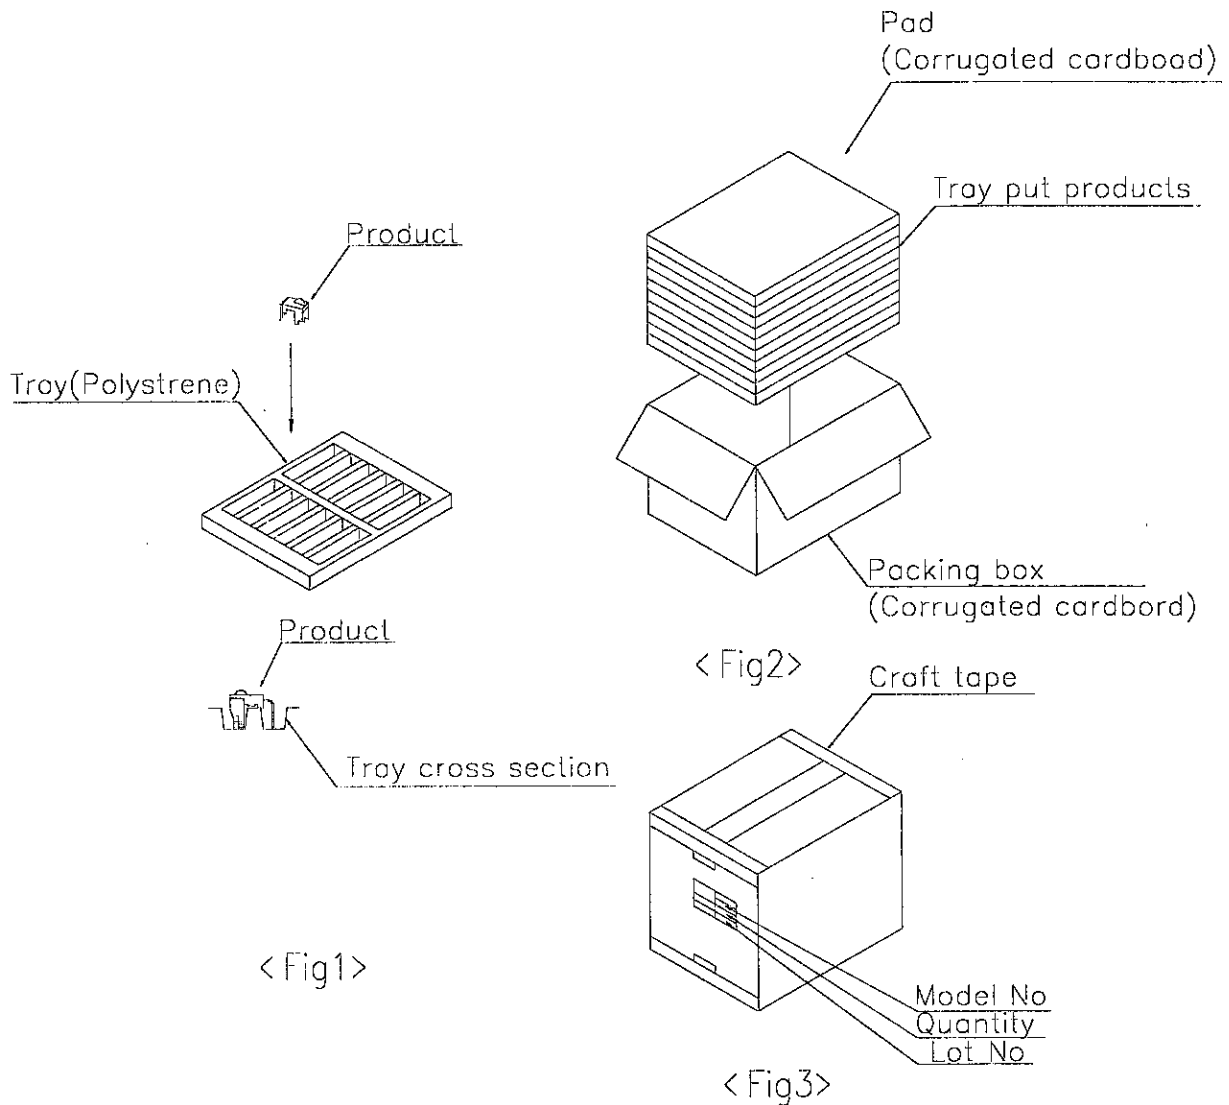 Product
Tray(Polystrene)
Product
Tray cross section
<Fig1>
Pad
(Corrugated cardboad)
Tray put products
Packing box
(Corrugated cardbord)
<Fig2>
Craft tape
Model No
Quantity
Lot No
<Fig3>